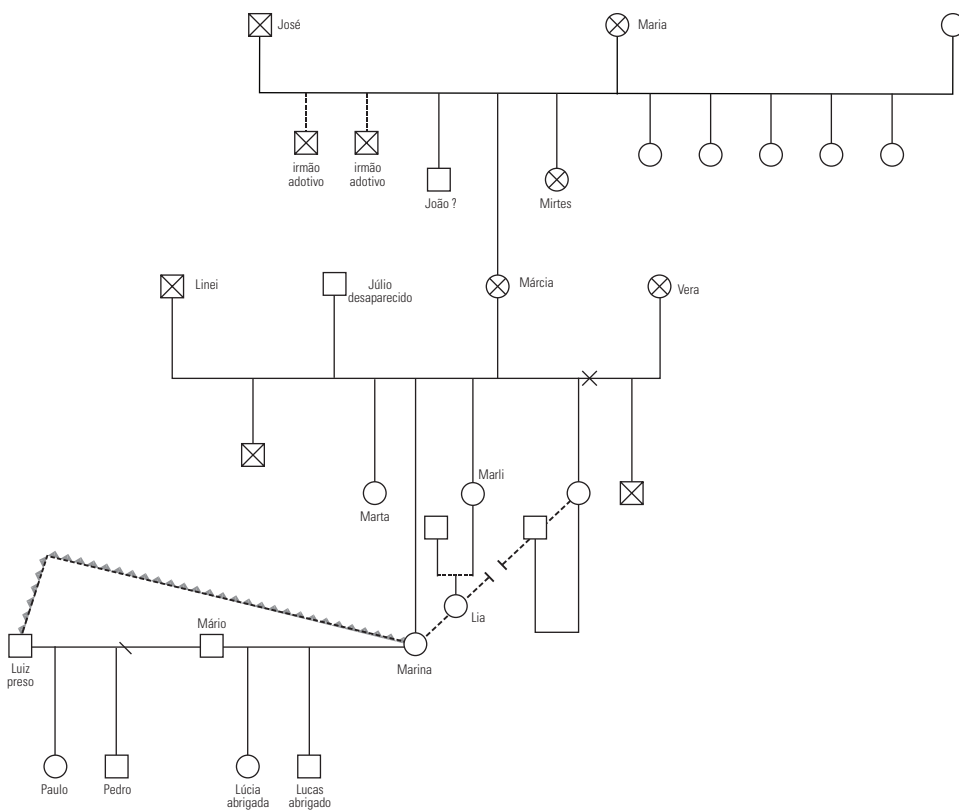 José
Maria
irmão
adotivo
irmão
adotivo
João ?
Mirtes
Linei
Júlio
desaparecido
Márcia
Vera
Marli
Marta
Lia
Mário
Luiz
preso
Marina
Paulo
Pedro
Lúcia
abrigada
Lucas
abrigado